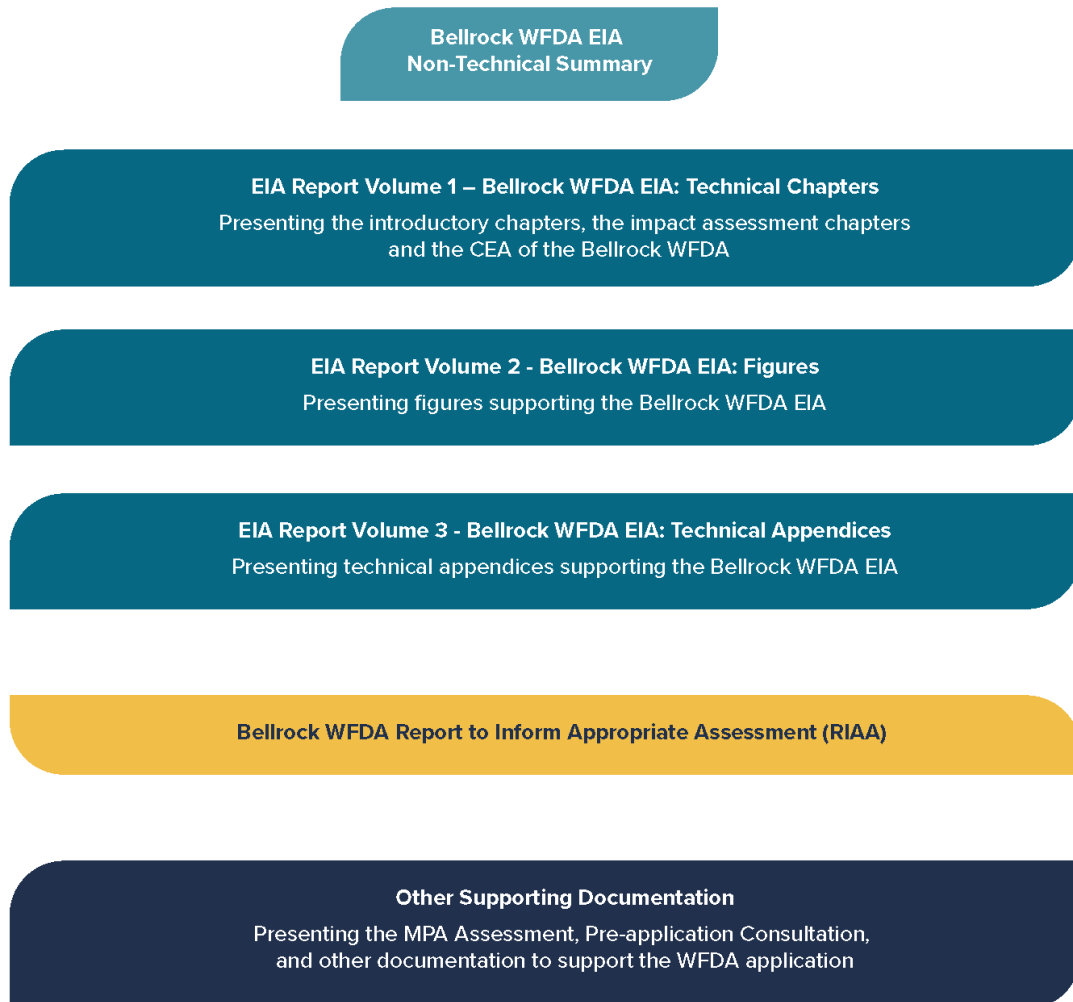 Bellrock WFDA EIA
Non-Technical Summary
EIA Report Volume 1 – Bellrock WFDA EIA: Technical Chapters
Presenting the introductory chapters, the impact assessment chapters
and the CEA of the Bellrock WFDA
EIA Report Volume 2 - Bellrock WFDA EIA: Figures
Presenting figures supporting the Bellrock WFDA EIA
EIA Report Volume 3 - Bellrock WFDA EIA: Technical Appendices
Presenting technical appendices supporting the Bellrock WFDA EIA
Bellrock WFDA Report to Inform Appropriate Assessment (RIAA)
Other Supporting Documentation
Presenting the MPA Assessment, Pre-application Consultation,
and other documentation to support the WFDA application